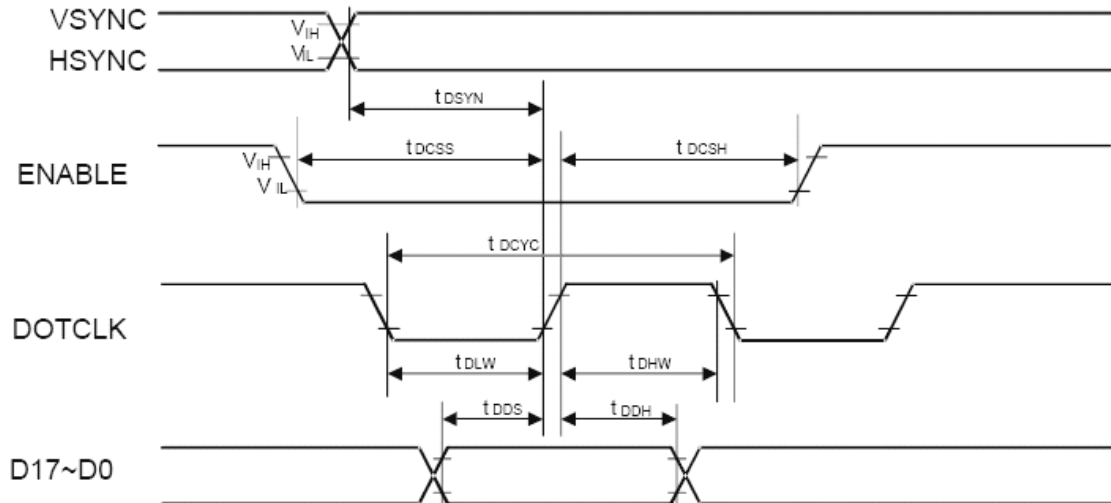 VSYNC
HSYNC
VIH
VIL
tDSYN
ENABLE
VIH
VIL
tDCSS
tDCSH
tDCYC
DOTCLK
tDLW
tDHW
tDDS
tDDH
D17~D0